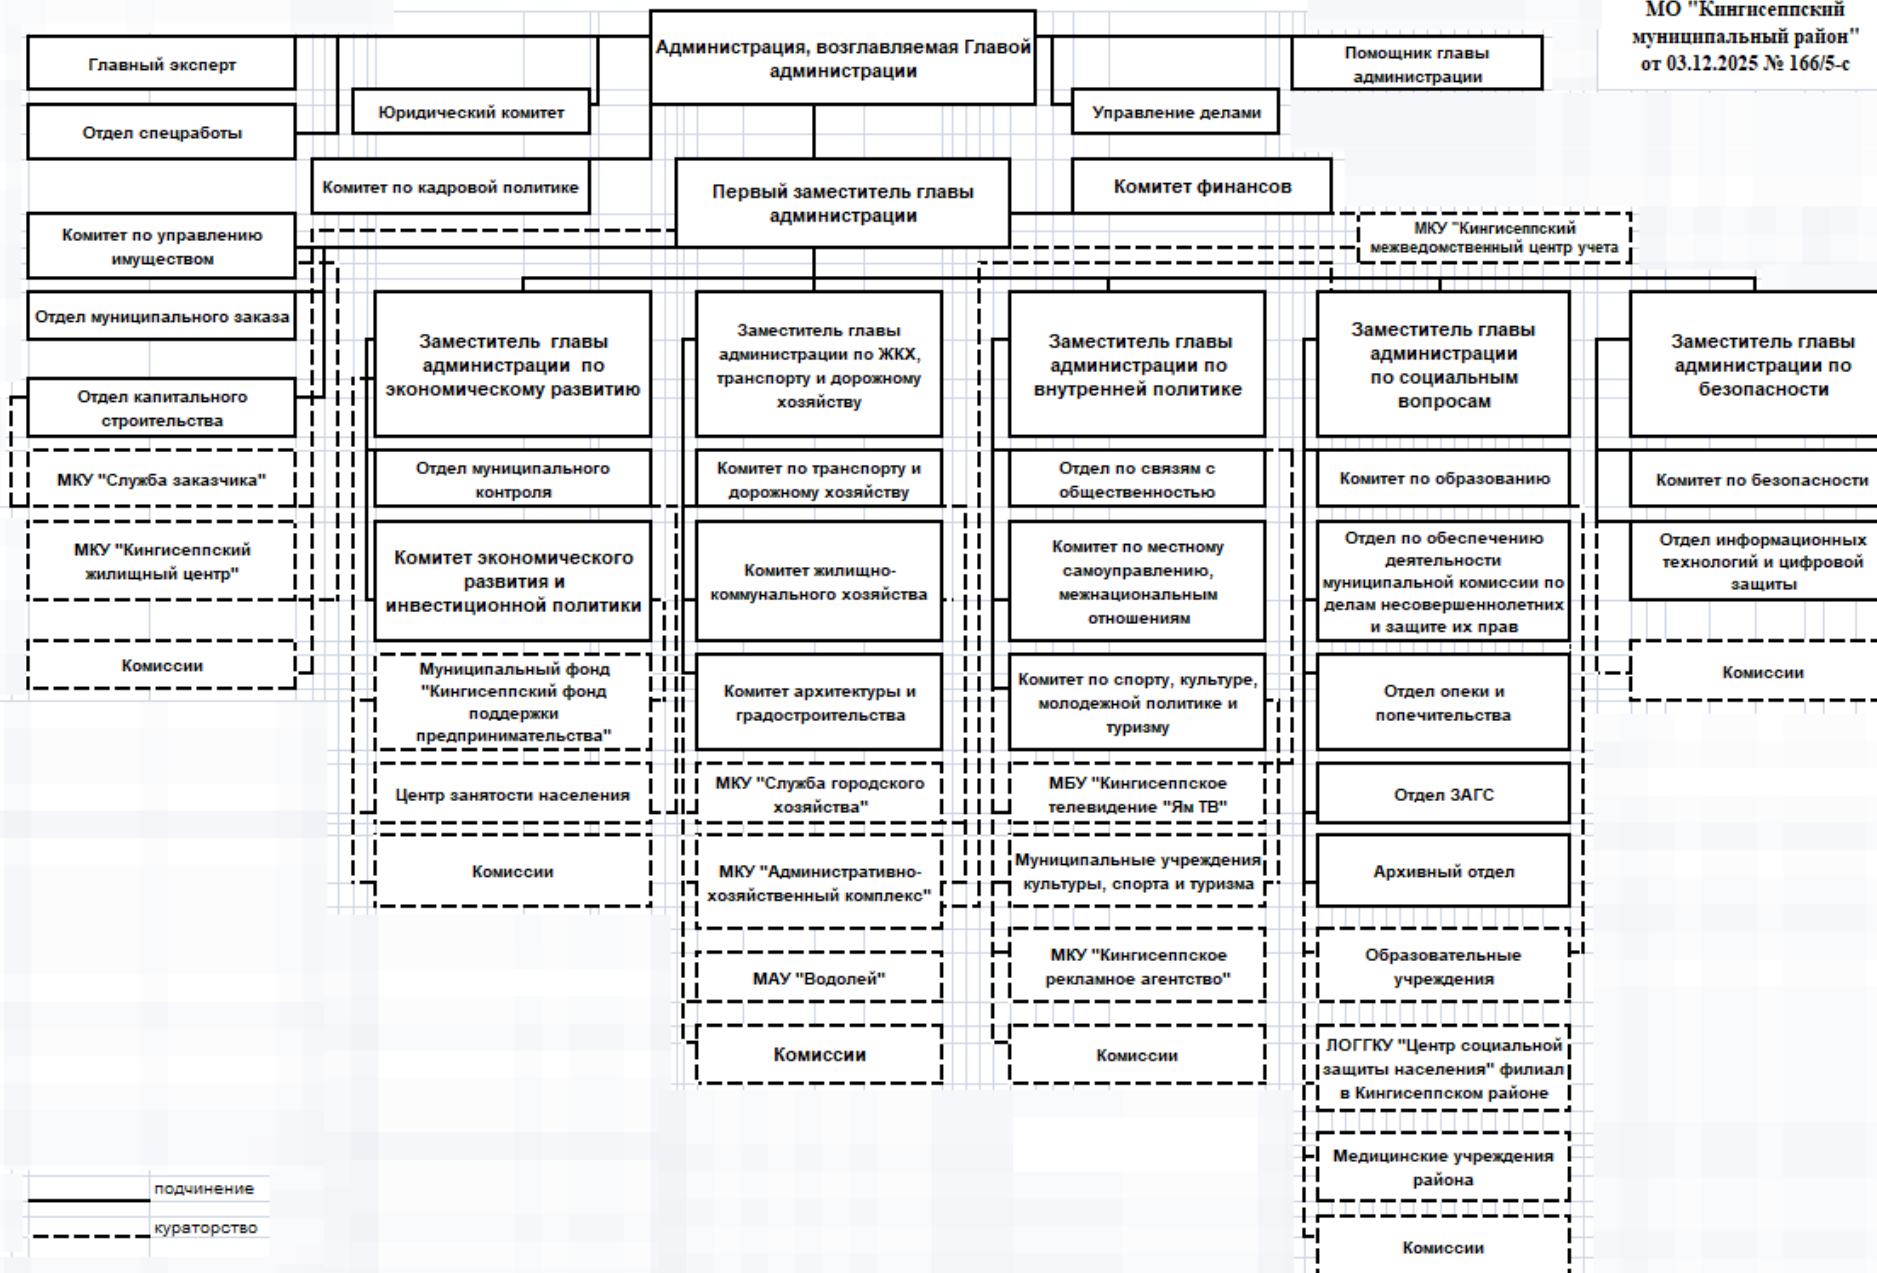 МО "Кингисеппский
муниципальный район"
от 03.12.2025 № 166/5-с
Администрация, возглавляемая Главой
администрации
Главный эксперт
Помощник главы
администрации
Юридический комитет
Управление делами
Отдел спецработы
Комитет по кадровой политике
Первый заместитель главы
администрации
Комитет финансов
Комитет по управлению
имуществом
МКУ "Кингисеппский
межведомственный центр учета
Отдел муниципального заказа
Отдел капитального
строительства
МКУ "Служба заказчика"
МКУ "Кингисеппский
жилищный центр"
Комиссии
Заместитель главы
администрации по
экономическому развитию
Отдел муниципального
контроля
Комитет экономического
развития и
инвестиционной политики
Муниципальный фонд
"Кингисеппский фонд
поддержки
предпринимательства"
Центр занятости населения
Комиссии
Заместитель главы
администрации по ЖКХ,
транспорту и дорожному
хозяйству
Комитет по транспорту и
дорожному хозяйству
Комитет жилищно-
коммунального хозяйства
Комитет архитектуры и
градостроительства
МКУ "Служба городского
хозяйства"
МКУ "Административно-
хозяйственный комплекс"
МАУ "Водолей"
Комиссии
Заместитель главы
администрации по
внутренней политике
Отдел по связям с
общественностью
Комитет по местному
самоуправлению,
межнациональным
отношениям
Комитет по спорту, культуре,
молодежной политике и
туризму
МБУ "Кингисеппское
телевидение "Ям ТВ"
Муниципальные учреждения
культуры, спорта и туризма
МКУ "Кингисеппское
рекламное агентство"
Комиссии
Заместитель главы
администрации
по социальным
вопросам
Комитет по образованию
Отдел по обеспечению
деятельности
муниципальной комиссии по
делам несовершеннолетних
и защите их прав
Отдел опеки и
попечительства
Отдел ЗАГС
Архивный отдел
Образовательные
учреждения
ЛОГГКУ "Центр социальной
защиты населения" филиал
в Кингисеппском районе
Медицинские учреждения
района
Комиссии
Заместитель главы
администрации по
безопасности
Комитет по безопасности
Отдел информационных
технологий и цифровой
защиты
Комиссии
подчинение
кураторство